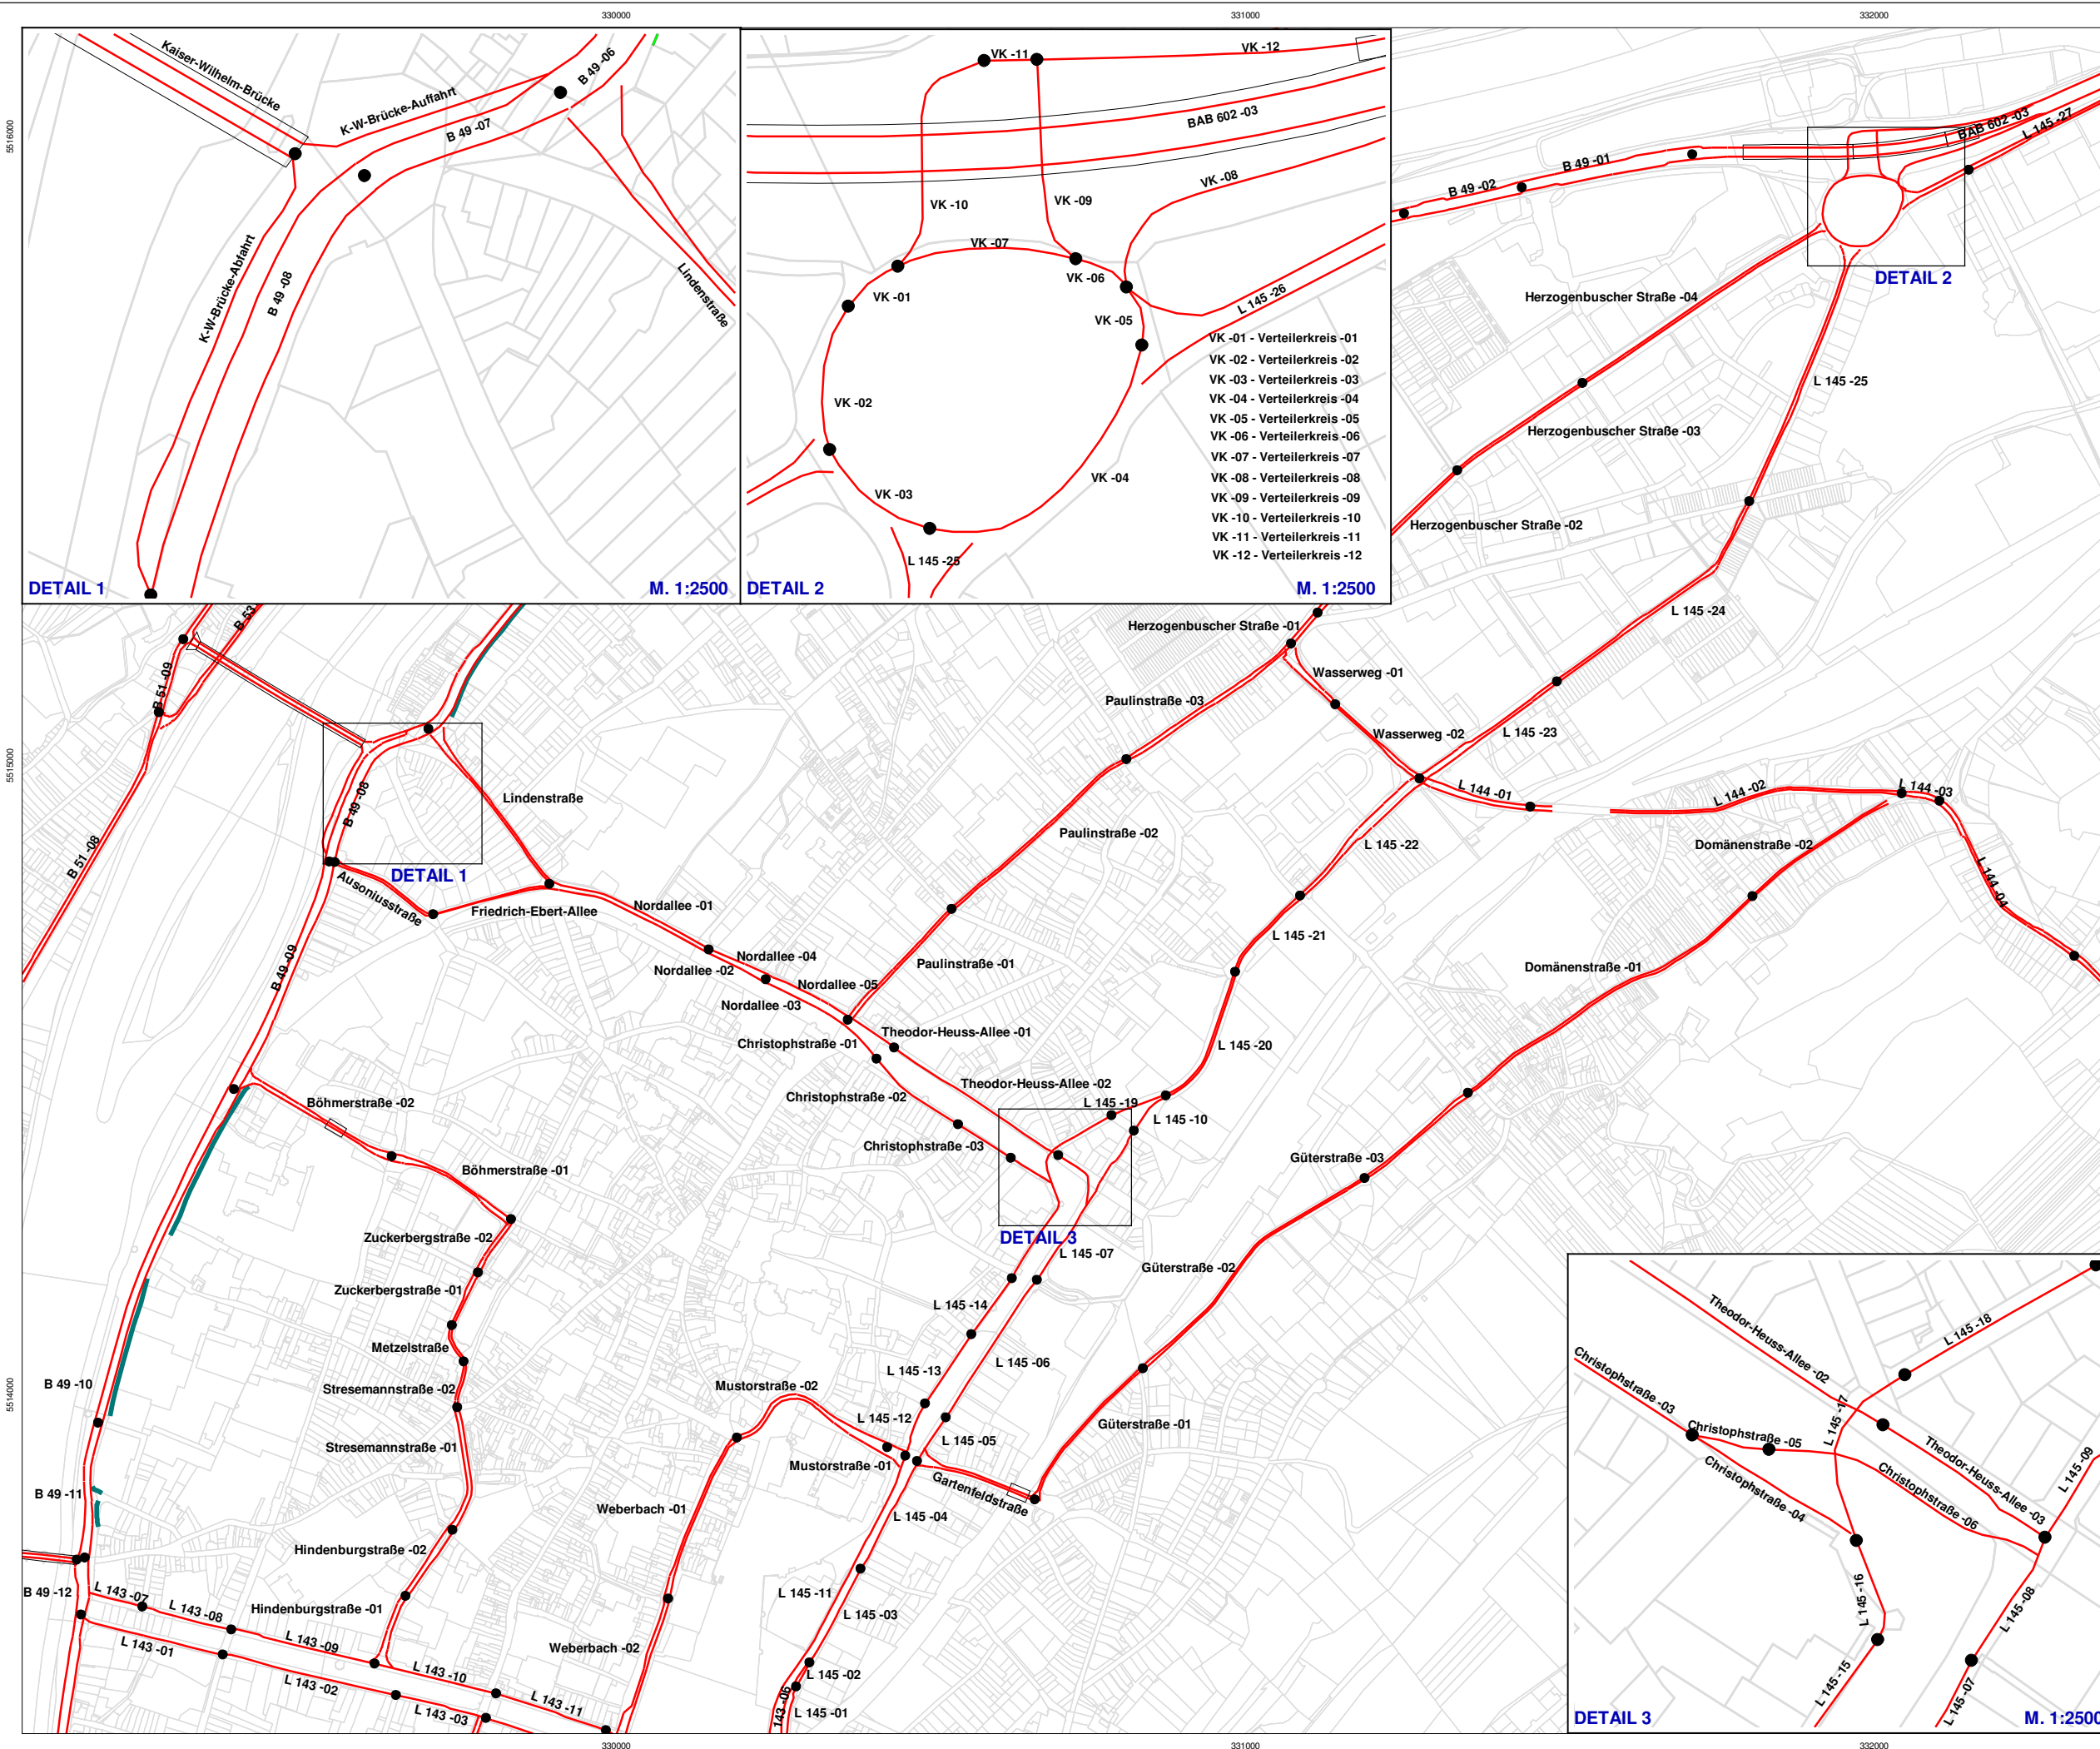 330000
331000
332000
5516000
5515000
5514000
Kaiser-Wilhelm-Brücke
K-W-Brücke-Auffahrt
B 49 -06
B 49 -07
K-W-Brücke-Abfahrt
B 49 -08
Lindenstraße
DETAIL 1
M. 1:2500
VK -11
VK -12
BAB 602 -03
VK -08
VK -10
VK -09
VK -07
VK -06
VK -01
VK -05
L 145 -26
VK -02
VK -04
VK -03
L 145 -25
VK -01 - Verteilerkreis -01
VK -02 - Verteilerkreis -02
VK -03 - Verteilerkreis -03
VK -04 - Verteilerkreis -04
VK -05 - Verteilerkreis -05
VK -06 - Verteilerkreis -06
VK -07 - Verteilerkreis -07
VK -08 - Verteilerkreis -08
VK -09 - Verteilerkreis -09
VK -10 - Verteilerkreis -10
VK -11 - Verteilerkreis -11
VK -12 - Verteilerkreis -12
DETAIL 2
M. 1:2500
BAB 602 -03
L 145 -27
B 49 -01
B 49 -02
DETAIL 2
Herzogenbuscher Straße -04
L 145 -25
Herzogenbuscher Straße -03
Herzogenbuscher Straße -02
L 145 -24
Herzogenbuscher Straße -01
B 53
B 51 -09
Wasserweg -01
Paulinstraße -03
Wasserweg -02
L 145 -23
L 144 -01
L 144 -02
L 144 -03
Lindenstraße
B 49 -08
Paulinstraße -02
L 145 -22
Domänenstraße -02
B 51 -08
DETAIL 1
L 144 -04
Ausoniusstraße
Friedrich-Ebert-Allee
Nordallee -01
L 145 -21
Nordallee -04
Nordallee -02
Paulinstraße -01
Domänenstraße -01
B 49 -09
Nordallee -05
Nordallee -03
Theodor-Heuss-Allee -01
Christophstraße -01
L 145 -20
Theodor-Heuss-Allee -02
Christophstraße -02
L 145 -19
Böhmerstraße -02
L 145 -10
Christophstraße -03
Güterstraße -03
Böhmerstraße -01
Zuckerbergstraße -02
DETAIL 3
L 145 -07
Güterstraße -02
Zuckerbergstraße -01
L 145 -14
Metzelstraße
L 145 -06
L 145 -13
B 49 -10
Stresemannstraße -02
Mustorstraße -02
L 145 -12
Güterstraße -01
Stresemannstraße -01
L 145 -05
Mustorstraße -01
B 49 -11
Gartenfeldstraße
Weberbach -01
L 145 -04
Hindenburgstraße -02
B 49 -12
L 143 -07
L 143 -08
Hindenburgstraße -01
L 145 -11
L 145 -03
L 143 -01
L 143 -09
Weberbach -02
L 143 -10
L 145 -02
L 143 -02
L 143 -11
L 143 -03
143 -06
L 145 -01
Theodor-Heuss-Allee -02
L 145 -18
Christophstraße -03
L 145 -17
Christophstraße -05
Theodor-Heuss-Allee -03
L 145 -09
Christophstraße -04
Christophstraße -06
L 145 -16
L 145 -08
L 145 -15
L 145 -07
DETAIL 3
M. 1:2500
330000
331000
332000